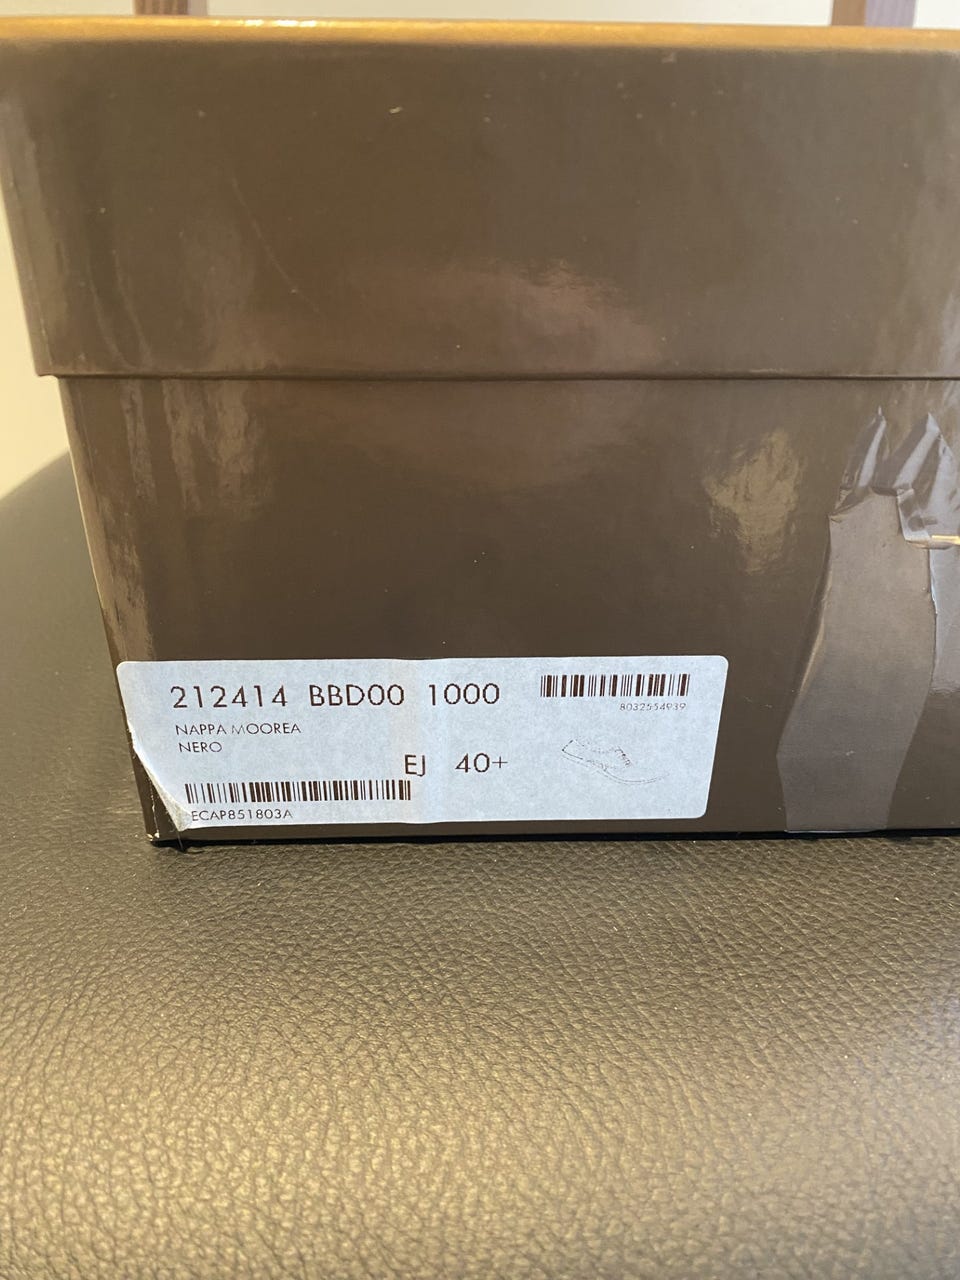 212414 BBD00 1000
8032554939
NAPPA MOOREA
NERO
EJ 40+
ECAP851803A